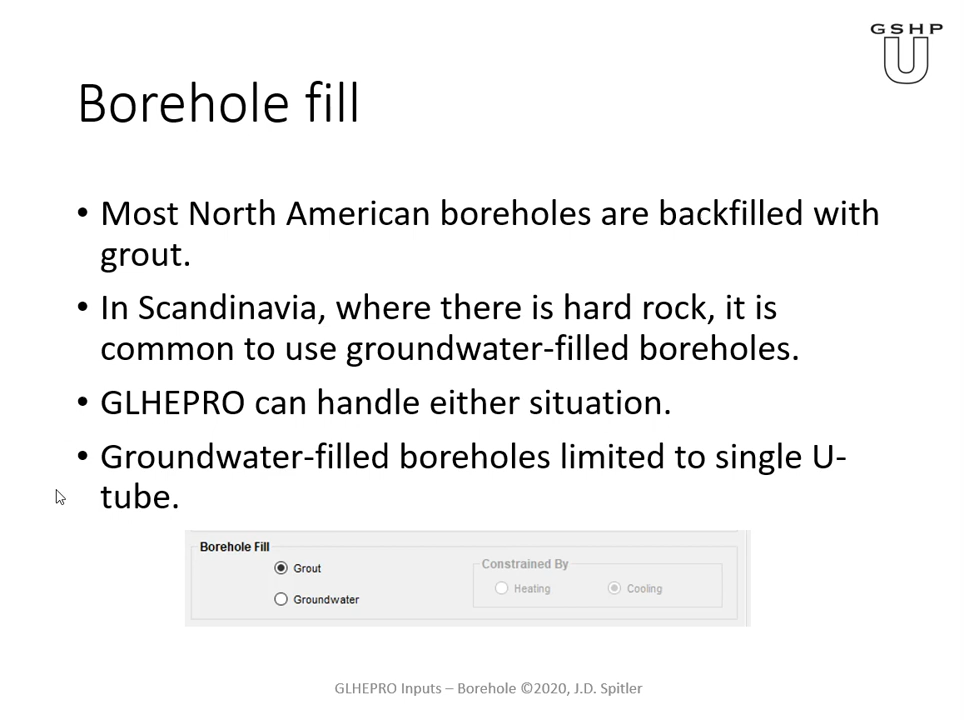 GSHP
U
Borehole fill
• Most North American boreholes are backfilled with
grout.
• In Scandinavia, where there is hard rock, it is
common to use groundwater-filled boreholes.
• GLHEPRO can handle either situation.
• Groundwater-filled boreholes limited to single U-
tube.
Borehole Fill
Grout
Groundwater
Constrained By
Heating Cooling
GLHEPRO Inputs – Borehole ©2020, J.D. Spitler